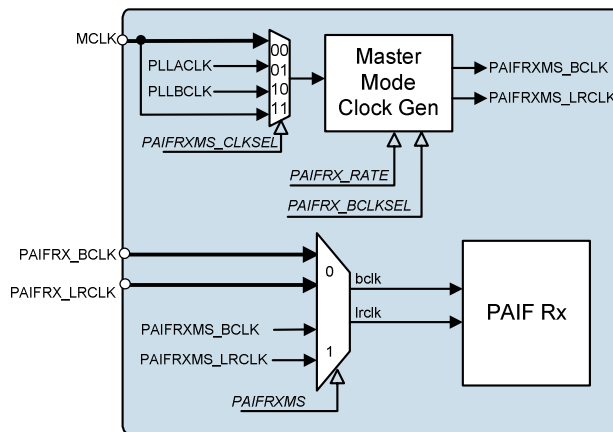 MCLK
PLLACLK
PLLBCLK
00
01
10
11
PAIFRXMS_CLKSEL
Master
Mode
Clock Gen
PAIFRXMS_BCLK
PAIFRXMS_LRCLK
PAIFRX_RATE
PAIFRX_BCLKSEL
PAIFRX_BCLK
PAIFRX_LRCLK
PAIFRXMS_BCLK
PAIFRXMS_LRCLK
0
1
PAIFRXMS
bclk
lrclk
PAIF Rx